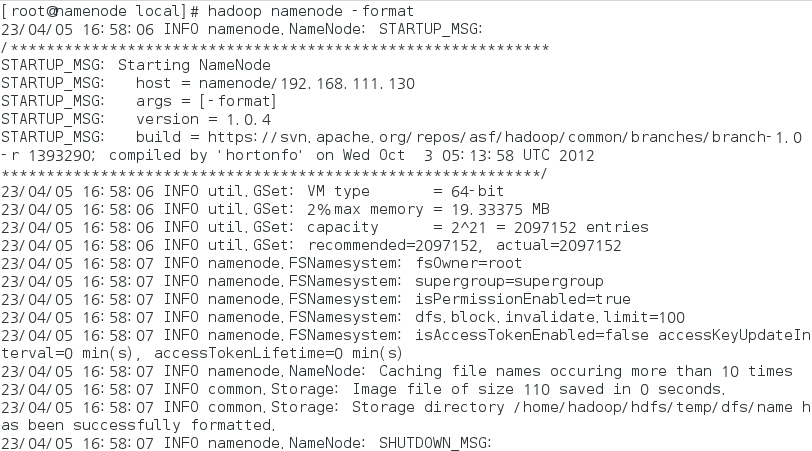 [root@namenode local]# hadoop namenode -format
23/04/05 16:58:06 INFO namenode.NameNode: STARTUP_MSG:
/************************************************************
STARTUP_MSG: Starting NameNode
STARTUP_MSG:   host = namenode/192.168.111.130
STARTUP_MSG:   args = [-format]
STARTUP_MSG:   version = 1.0.4
STARTUP_MSG:   build = https://svn.apache.org/repos/asf/hadoop/common/branches/branch-1.0
-r 1393290; compiled by 'hortonfo' on Wed Oct  3 05:13:58 UTC 2012
************************************************************/
23/04/05 16:58:06 INFO util.GSet: VM type       = 64-bit
23/04/05 16:58:06 INFO util.GSet: 2% max memory = 19.33375 MB
23/04/05 16:58:06 INFO util.GSet: capacity      = 2^21 = 2097152 entries
23/04/05 16:58:06 INFO util.GSet: recommended=2097152, actual=2097152
23/04/05 16:58:07 INFO namenode.FSNamesystem: fsOwner=root
23/04/05 16:58:07 INFO namenode.FSNamesystem: supergroup=supergroup
23/04/05 16:58:07 INFO namenode.FSNamesystem: isPermissionEnabled=true
23/04/05 16:58:07 INFO namenode.FSNamesystem: dfs.block.invalidate.limit=100
23/04/05 16:58:07 INFO namenode.FSNamesystem: isAccessTokenEnabled=false accessKeyUpdateIn
terval=0 min(s), accessTokenLifetime=0 min(s)
23/04/05 16:58:07 INFO namenode.NameNode: Caching file names occuring more than 10 times
23/04/05 16:58:07 INFO common.Storage: Image file of size 110 saved in 0 seconds.
23/04/05 16:58:07 INFO common.Storage: Storage directory /home/hadoop/hdfs/temp/dfs/name h
as been successfully formatted.
23/04/05 16:58:07 INFO namenode.NameNode: SHUTDOWN_MSG: